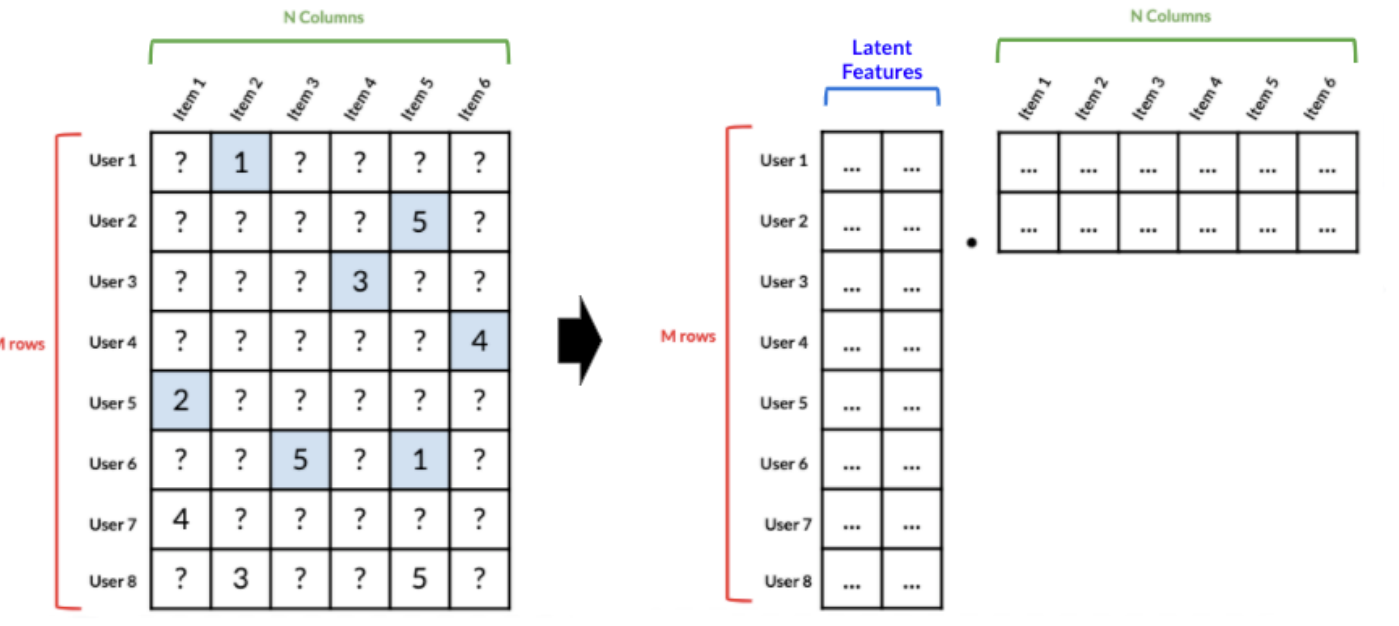 N Columns
Item 1 Item 2 Item 3 Item 4 Item 5 Item 6
User 1 ? 1 ? ? ? ?
User 2 ? ? ? ? 5 ?
User 3 ? ? ? 3 ? ?
User 4 ? ? ? ? ? 4
User 5 2 ? ? ? ? ?
User 6 ? ? 5 ? 1 ?
User 7 4 ? ? ? ? ?
User 8 ? 3 ? ? 5 ?
M rows
Latent
Features
M rows
User 1 ... ...
User 2 ... ...
User 3 ... ...
User 4 ... ...
User 5 ... ...
User 6 ... ...
User 7 ... ...
User 8 ... ...
.
N Columns
Item 1 Item 2 Item 3 Item 4 Item 5 Item 6
... ... ... ... ... ...
... ... ... ... ... ...